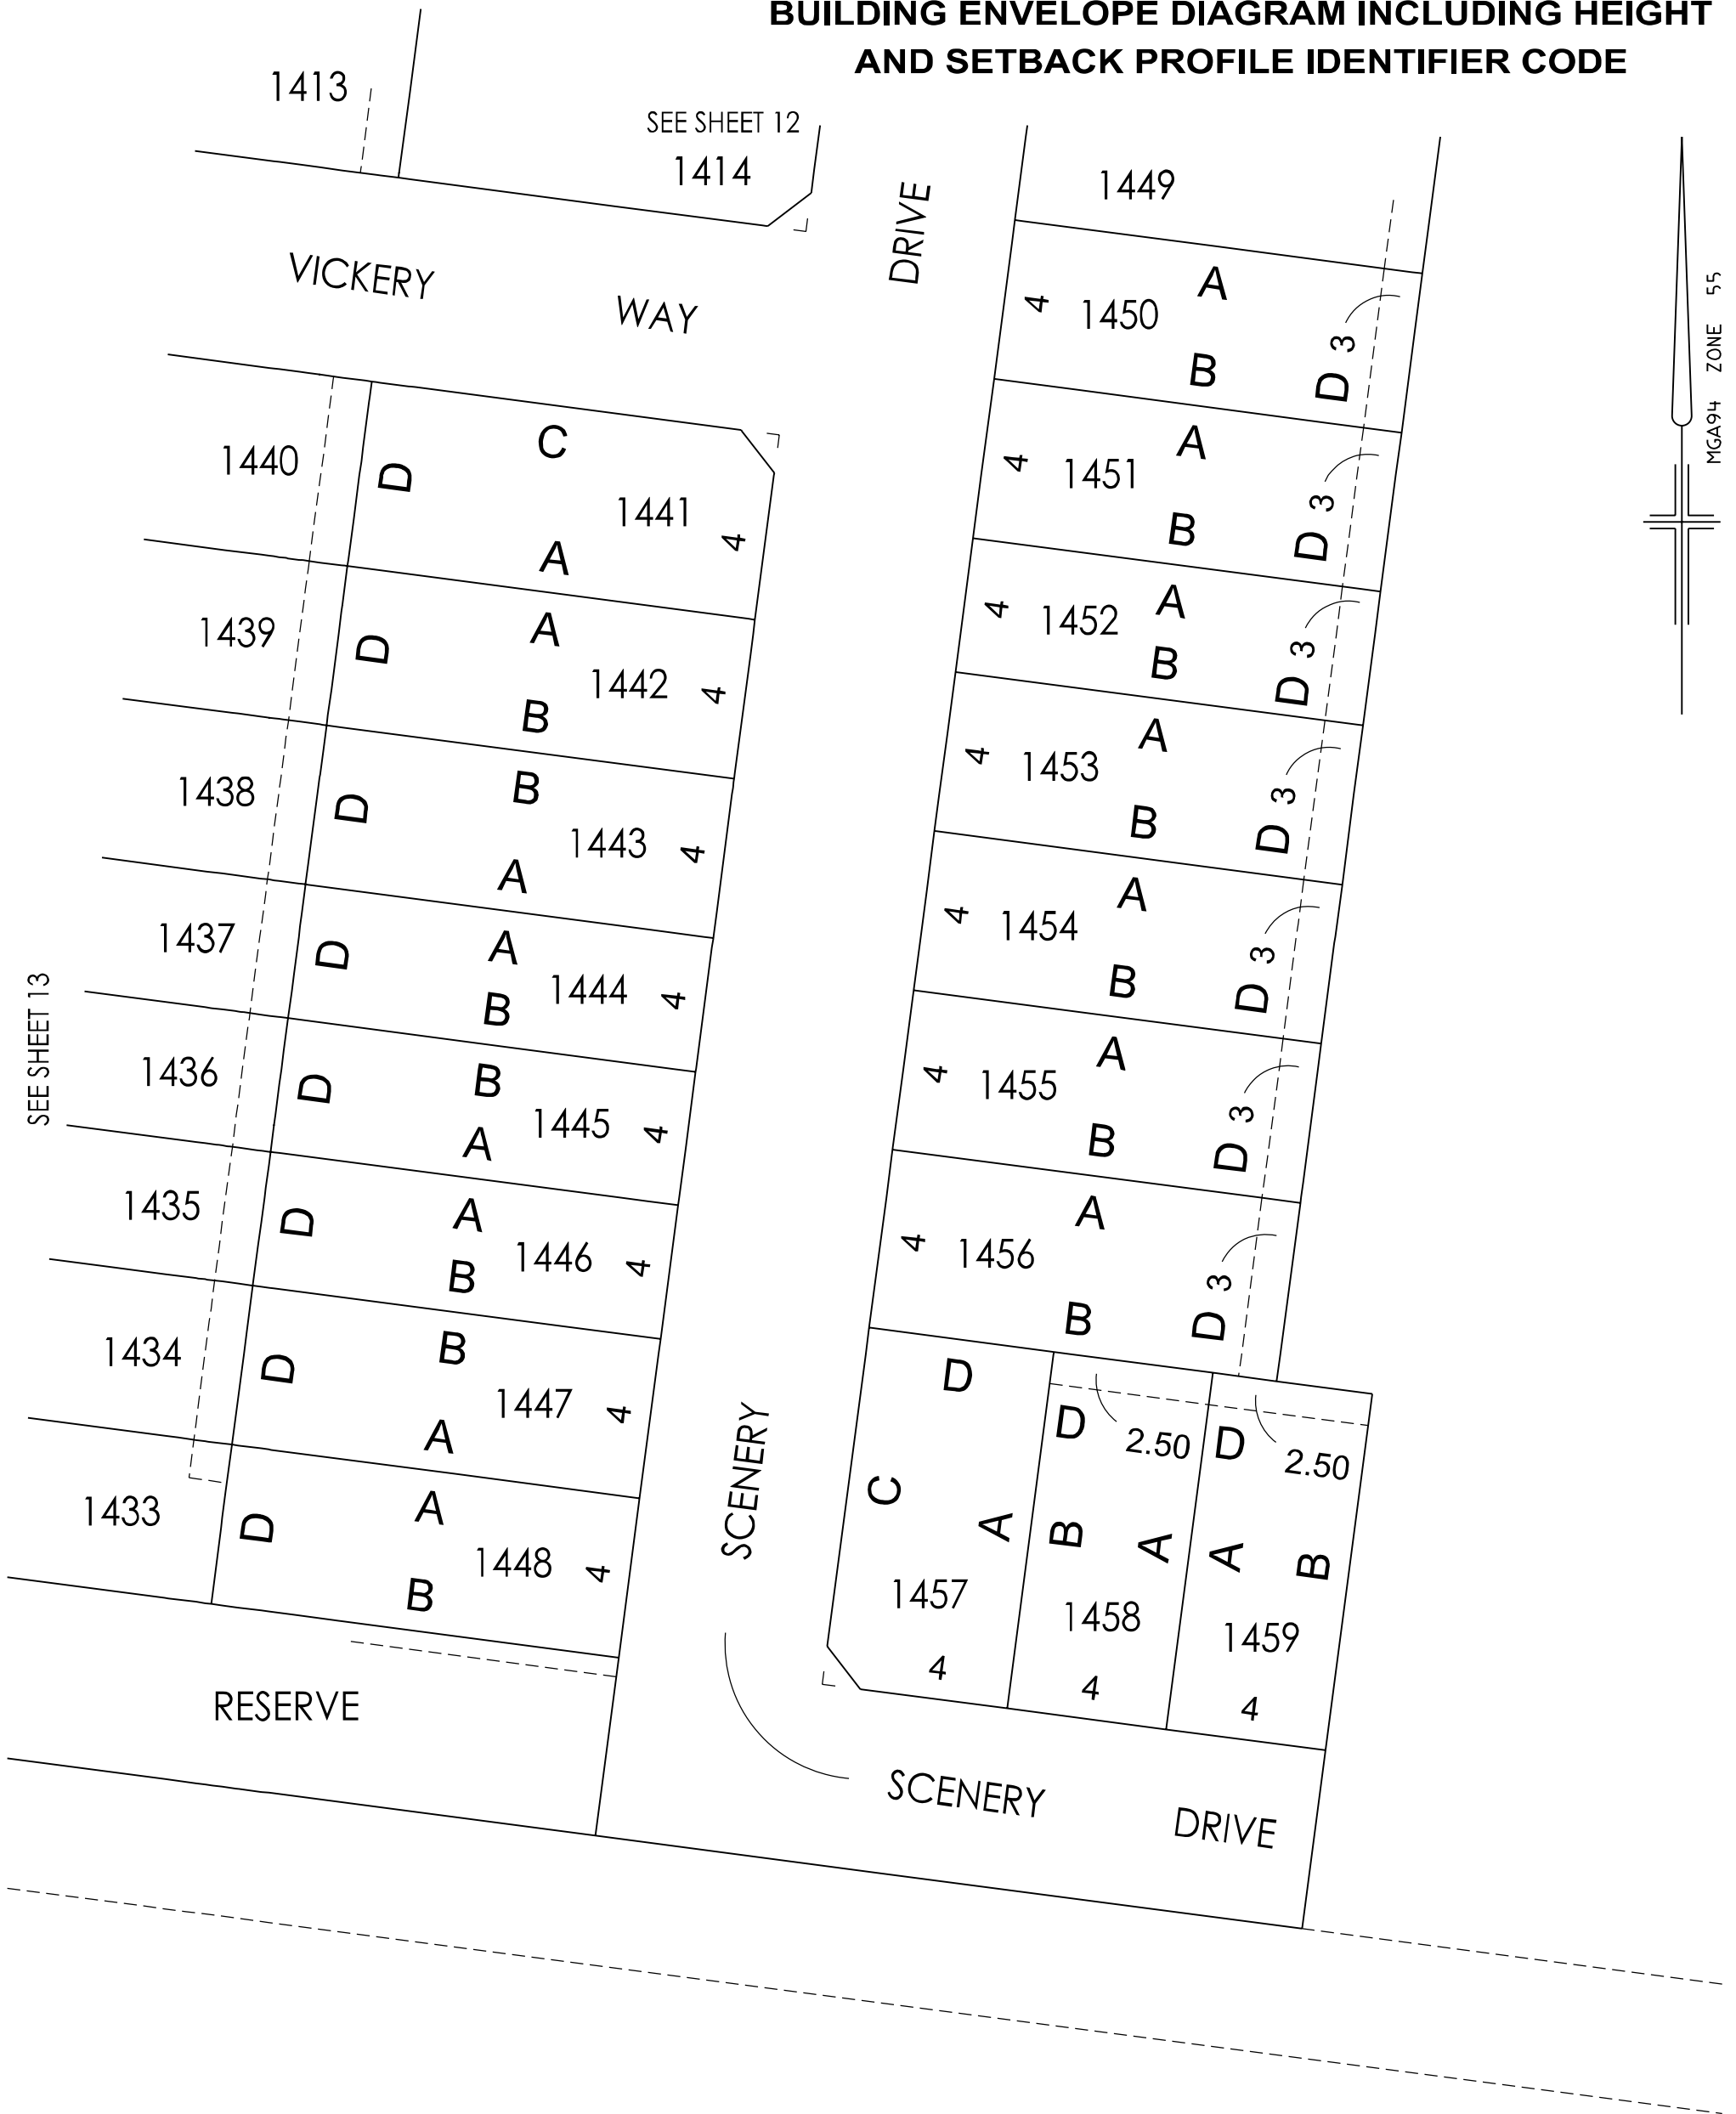 BUILDING ENVELOPE DIAGRAM INCLUDING HEIGHT
AND SETBACK PROFILE IDENTIFIER CODE
1413
SEE SHEET 12
1414
DRIVE
1449
VICKERY WAY
MGA94 ZONE 55
4 1450 A B D 3
1440
D C 1441 A 4
4 1451 A B D 3
1439
D A 1442 B 4
4 1452 A B D 3
1438
D B 1443 A 4
4 1453 A B D 3
1437
D A 1444 B 4
4 1454 A B D 3
SEE SHEET 13
1436
D B 1445 A 4
4 1455 A B D 3
1435
D A 1446 B 4
4 1456 A B D 3
1434
D B 1447 A 4
1433
D A 1448 B 4
SCENERY
D C A 1457 4
D 2.50 B A 1458 4
D 2.50 A B 1459 4
RESERVE
SCENERY DRIVE